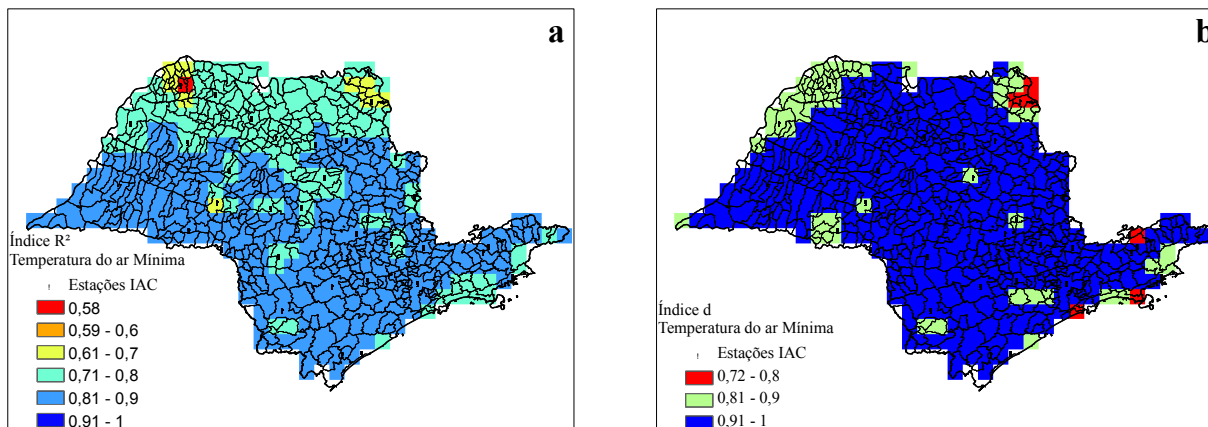 a
Índice R²
Temperatura do ar Mínima
Estações IAC
0,58
0,59 - 0,6
0,61 - 0,7
0,71 - 0,8
0,81 - 0,9
0,91 - 1
b
Índice d
Temperatura do ar Mínima
Estações IAC
0,72 - 0,8
0,81 - 0,9
0,91 - 1